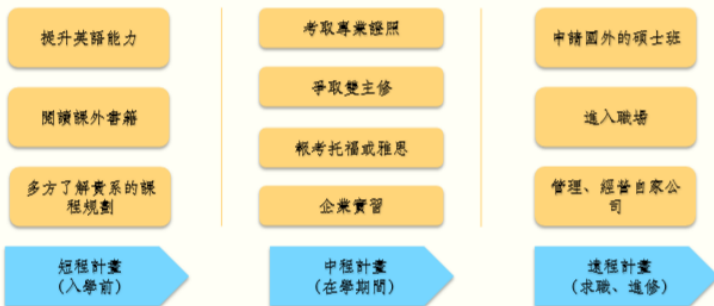 提升英語能力
閱讀課外書籍
多方了解貴系的課
程規劃
短程計畫
(入學前)
考取專業證照
爭取雙主修
報考托福或雅思
企業實習
中程計畫
(在學期間)
申請國外的碩士班
進入職場
管理、經營自家公
司
遠程計畫
(求職、進修)